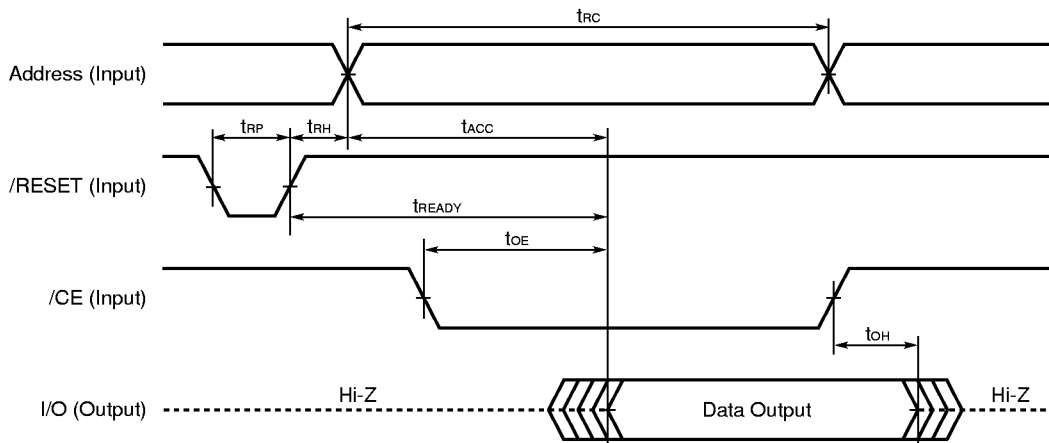 tRC
Address (Input)
tRP
tRH
tACC
/RESET (Input)
tREADY
tOE
/CE (Input)
tOH
Hi-Z
I/O (Output)
Data Output
Hi-Z